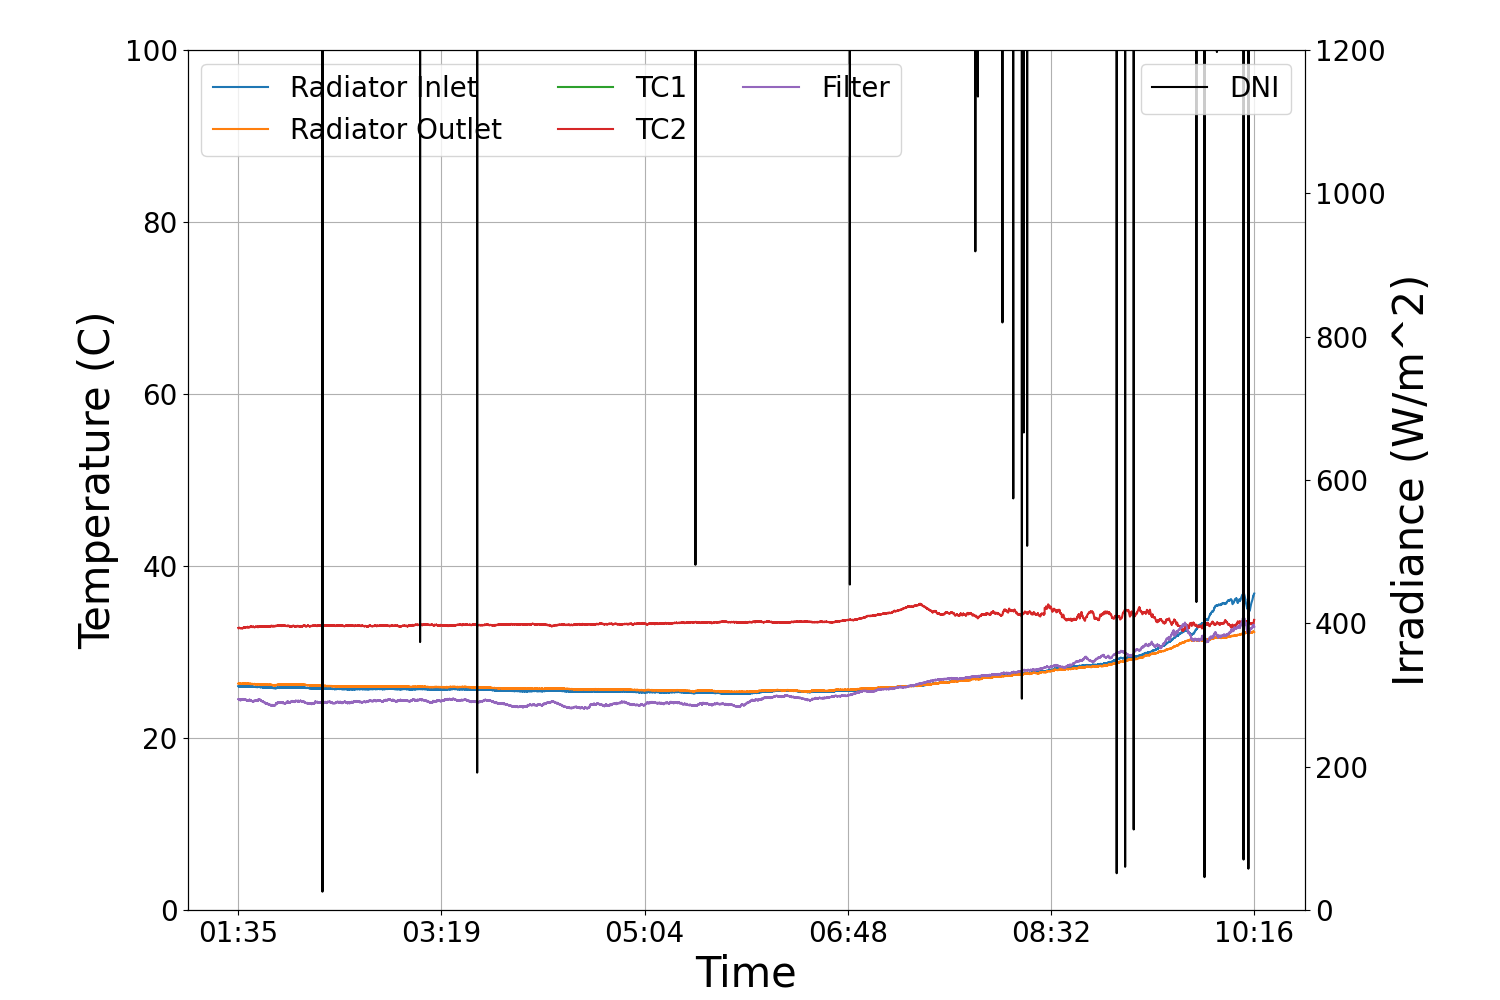 100
80
60
40
20
0
Temperature (C)
Radiator Inlet
Radiator Outlet
TC1
TC2
Filter
DNI
1200
1000
800
600
400
200
0
Irradiance (W/m^2)
01:35 03:19 05:04 06:48 08:32 10:16
Time